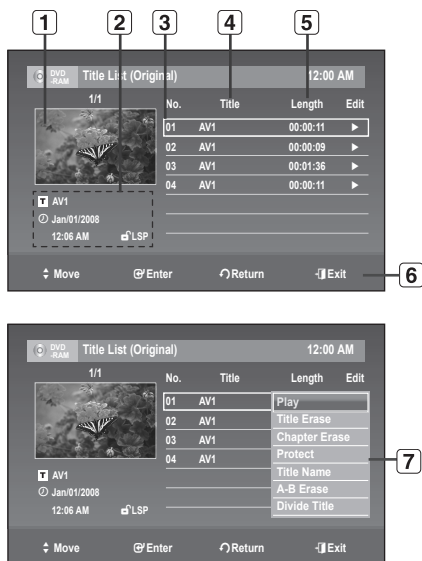 1 2 3 4 5
DVD -RAM Title List (Original) 12:00 AM
1/1
No. Title Length Edit
01 AV1 00:00:11 ►
02 AV1 00:00:09 ►
03 AV1 00:01:36 ►
04 AV1 00:00:11 ►
T AV1
Jan/01/2008
12:06 AM LSP
Move Enter Return Exit
6
DVD -RAM Title List (Original) 12:00 AM
1/1
No. Title Length Edit
01 AV1 Play
02 AV1 Title Erase
Chapter Erase
03 AV1 Protect
04 AV1 Title Name
A-B Erase
Divide Title
7
T AV1
Jan/01/2008
12:06 AM LSP
Move Enter Return Exit